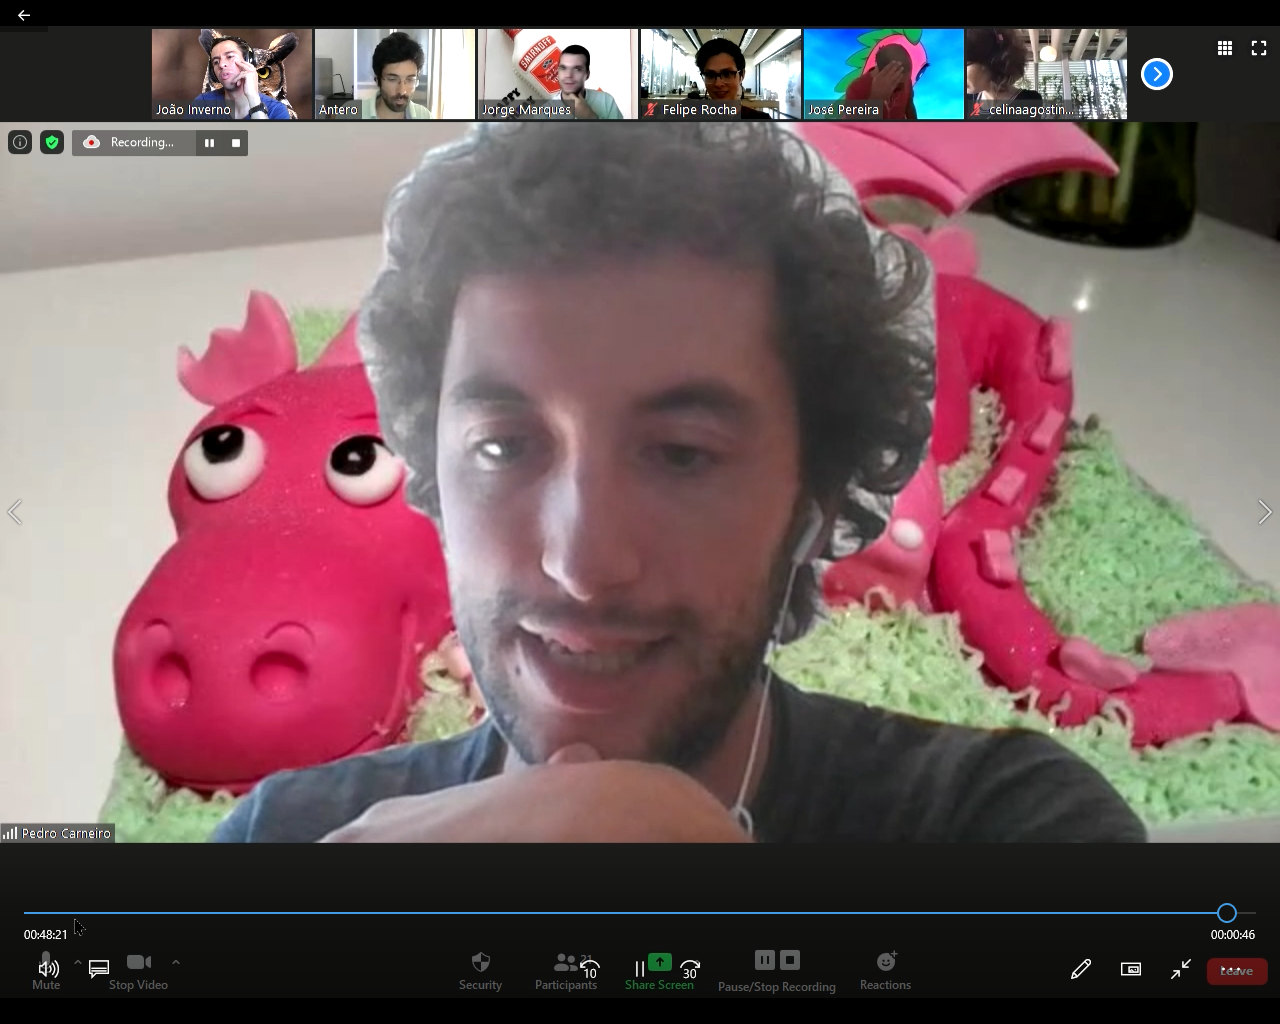 João Inverno
Antero
SMIRNOFF
Jorge Marques
Felipe Rocha
José Pereira
celinaagostin...
Recording...
Pedro Carneiro
00:48:21
00:00:46
Mute
Stop Video
Security
21
Participants
10
Share Screen
30
Pause/Stop Recording
Reactions
Leave